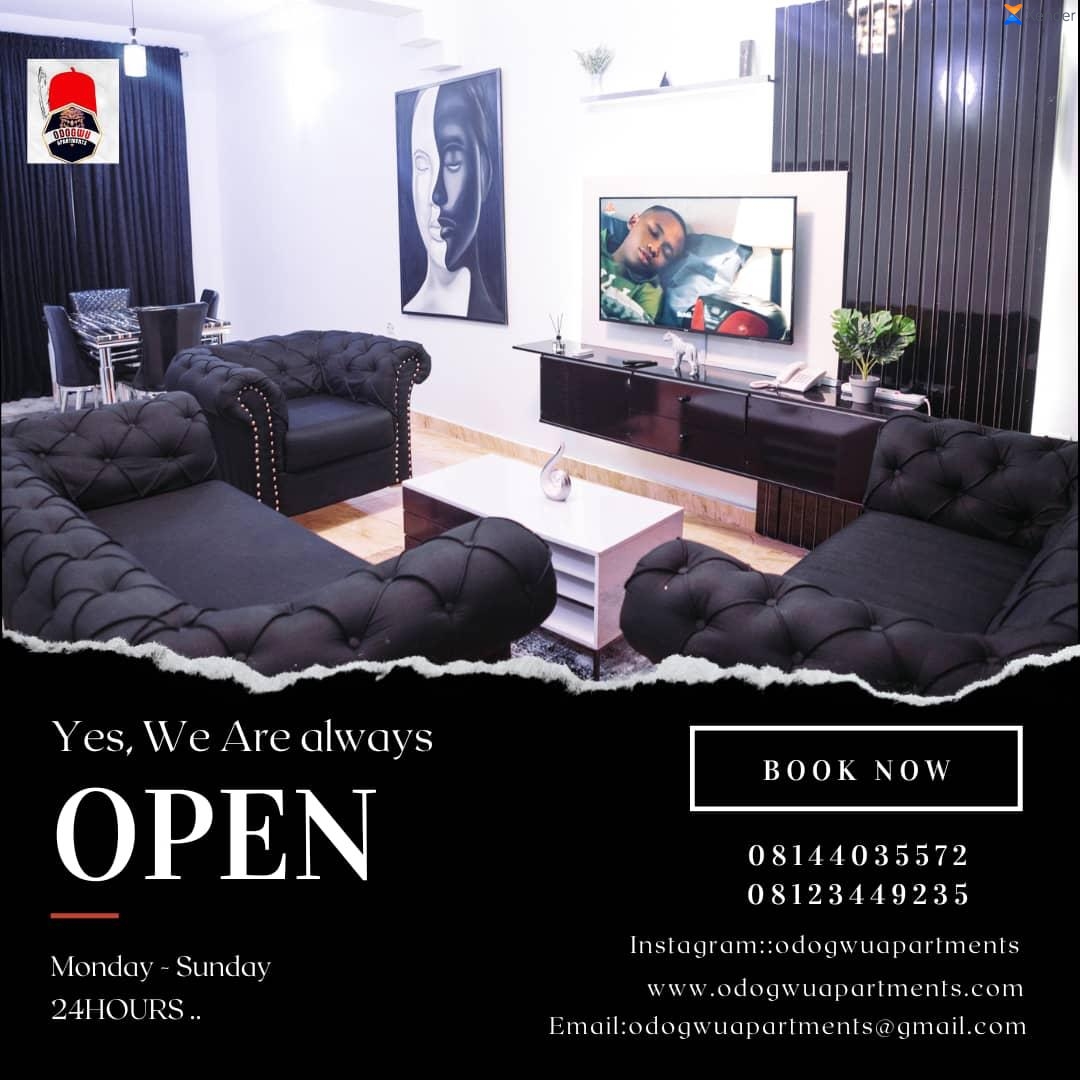 ODOGWU
APARTMENTS
Yes, We Are always
OPEN
Monday - Sunday
24HOURS ..
BOOK NOW
08144035572
08123449235
Instagram::odogwuapartments
www.odogwuapartments.com
Email:odogwuapartments@gmail.com